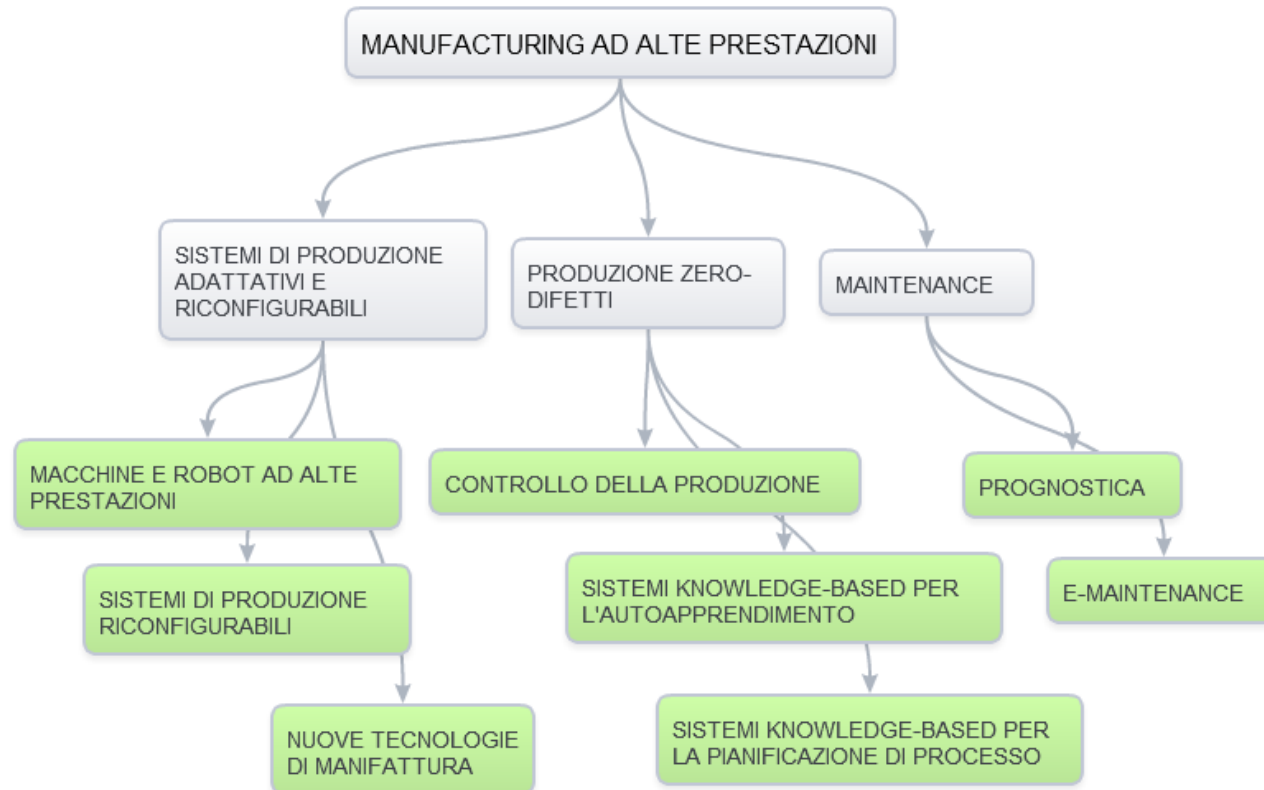 MANUFACTURING AD ALTE PRESTAZIONI
SISTEMI DI PRODUZIONE
ADATTATIVI E
RICONFIGURABILI
PRODUZIONE ZERO-
DIFETTI
MAINTENANCE
MACCHINE E ROBOT AD ALTE
PRESTAZIONI
CONTROLLO DELLA PRODUZIONE
PROGNOSTICA
SISTEMI DI PRODUZIONE
RICONFIGURABILI
SISTEMI KNOWLEDGE-BASED PER
L'AUTOAPPRENDIMENTO
E-MAINTENANCE
NUOVE TECNOLOGIE
DI MANIFATTURA
SISTEMI KNOWLEDGE-BASED PER
LA PIANIFICAZIONE DI PROCESSO